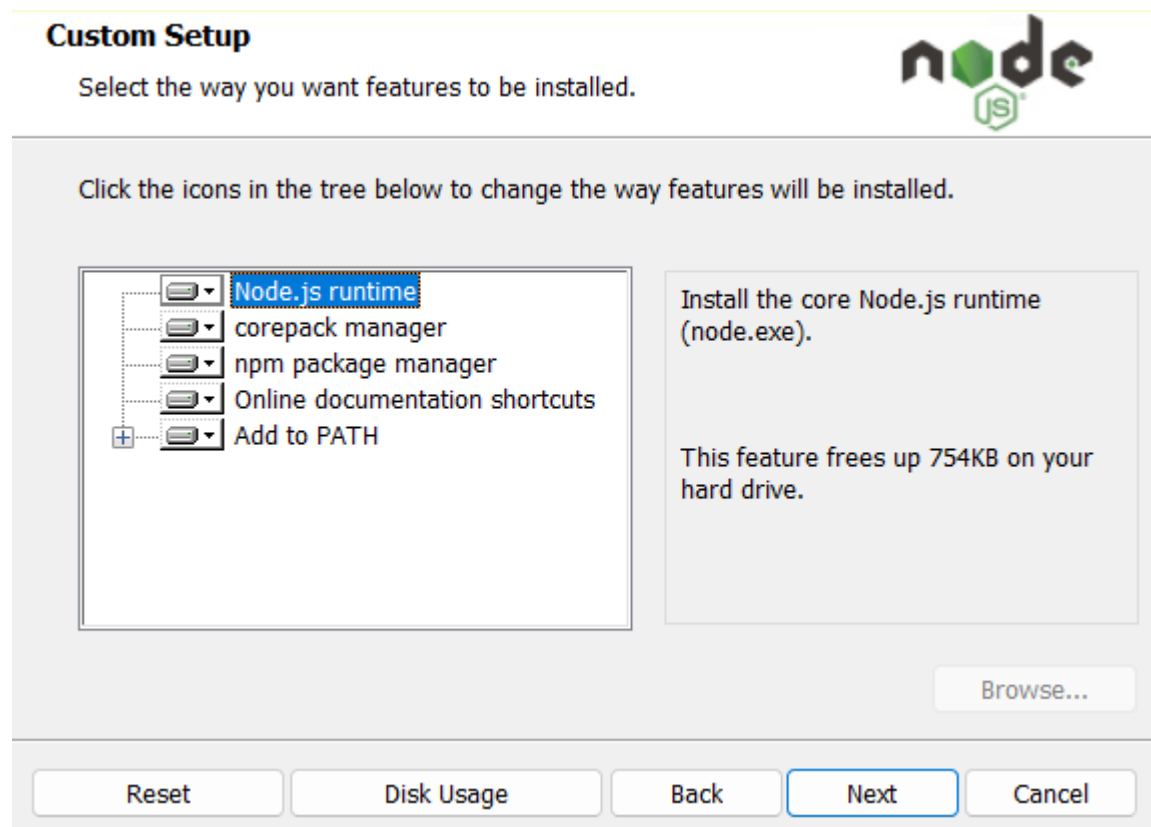 Custom Setup
Select the way you want features to be installed.
node
JS
Click the icons in the tree below to change the way features will be installed.
Node.js runtime
corepack manager
npm package manager
Online documentation shortcuts
Add to PATH
Install the core Node.js runtime
(node.exe).
This feature frees up 754KB on your
hard drive.
Browse...
Reset
Disk Usage
Back
Next
Cancel